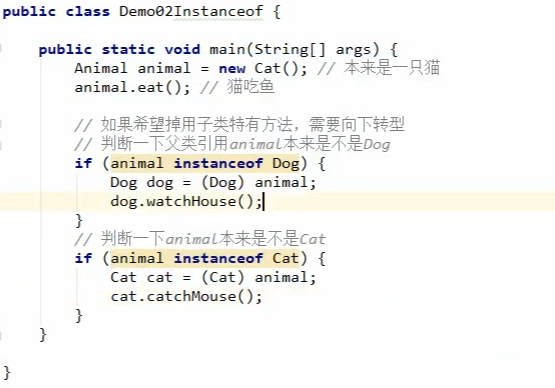 public class Demo02Instanceof {
public static void main(String[] args) {
Animal animal = new Cat(); // 本来是一只猫
animal.eat(); // 猫吃鱼
// 如果希望掉用子类特有方法，需要向下转型
// 判断一下父类引用animal本来是不是Dog
if (animal instanceof Dog) {
Dog dog = (Dog) animal;
dog.watchHouse();
}
// 判断一下animal本来是不是Cat
if (animal instanceof Cat) {
Cat cat = (Cat) animal;
cat.catchMouse();
}
}
}